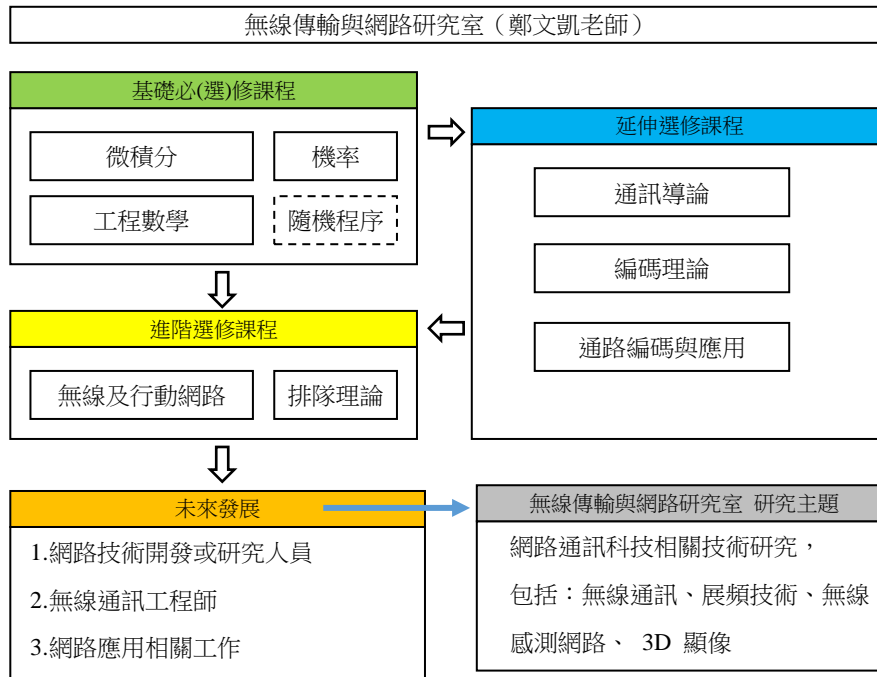 無線傳輸與網路研究室（鄭文凱老師）
基礎必(選)修課程
微積分
機率
工程數學
隨機程序
延伸選修課程
通訊導論
編碼理論
通路編碼與應用
進階選修課程
無線及行動網路
排隊理論
未來發展
1.網路技術開發或研究人員
2.無線通訊工程師
3.網路應用相關工作
無線傳輸與網路研究室 研究主題
網路通訊科技相關技術研究，
包括：無線通訊、展頻技術、無線
感測網路、 3D 顯像